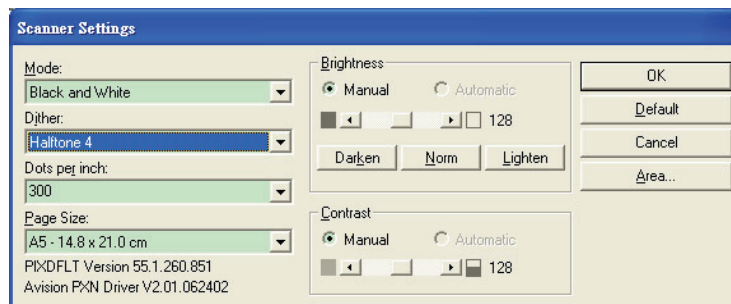 Scanner Settings
Mode:
Black and White
Dither:
Halftone 4
Dots per inch:
300
Page Size:
A5 - 14.8 x 21.0 cm
PIXDFLT Version 55.1.260.851
Avision PXN Driver V2.01.062402
Brightness
Manual
Automatic
128
Darken
Norm
Lighten
Contrast
Manual
Automatic
128
OK
Default
Cancel
Area...